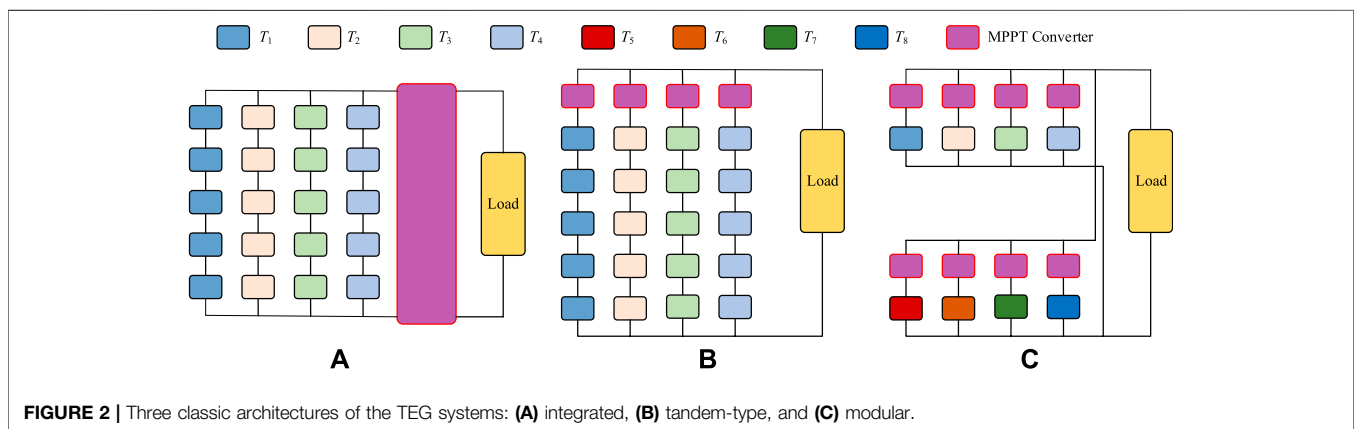 T1 T2 T3 T4 T5 T6 T7 T8 MPPT Converter
Load
Load
Load
A
B
C
FIGURE 2 | Three classic architectures of the TEG systems: (A) integrated, (B) tandem-type, and (C) modular.